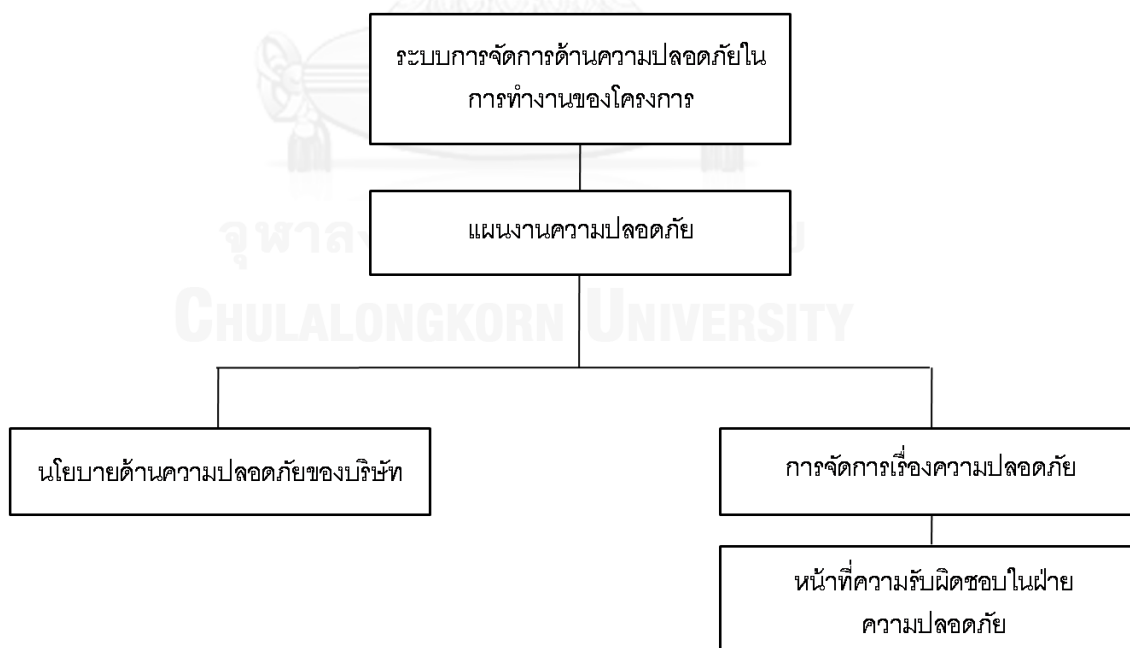 ระบบการจัดการด้านความปลอดภัยใน
การทำงานของโครงการ
แผนงานความปลอดภัย
จุฬาล
CHULALONGKORN UNIVERSITY
นโยบายด้านความปลอดภัยของบริษัท
การจัดการเรื่องความปลอดภัย
หน้าที่ความรับผิดชอบในฝ่าย
ความปลอดภัย